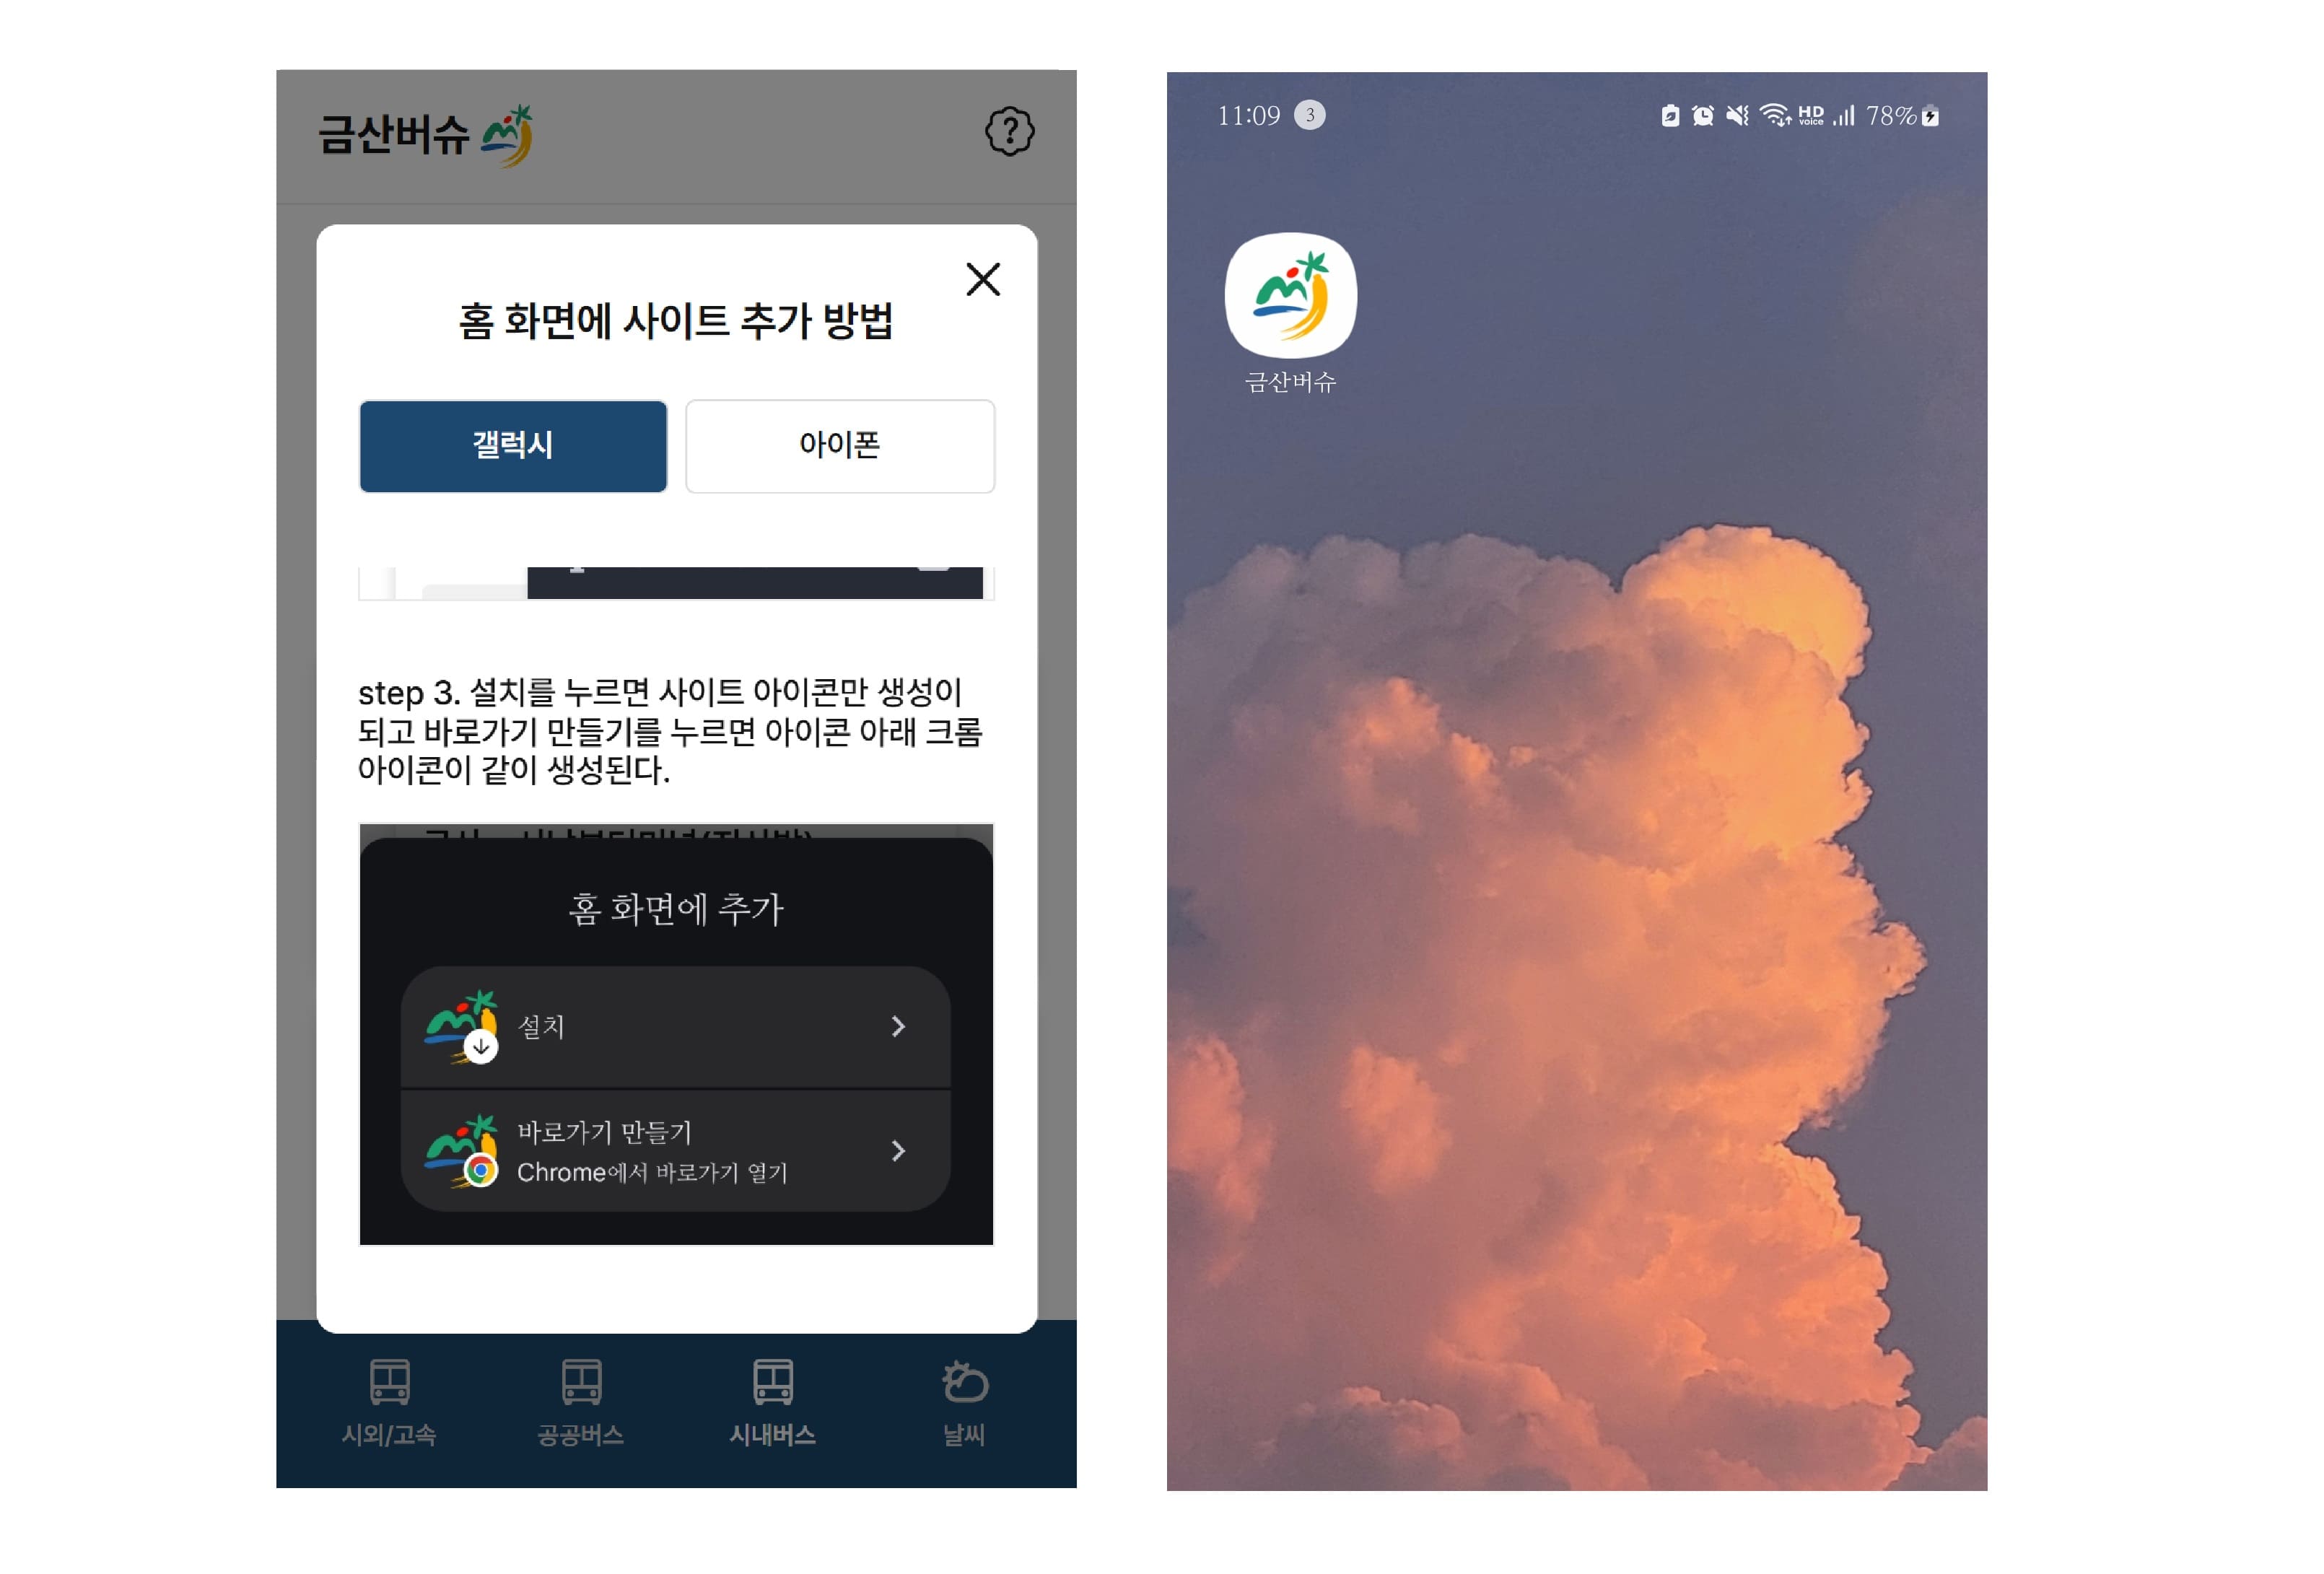 금산버슈
홈 화면에 사이트 추가 방법
갤럭시
아이폰
step 3. 설치를 누르면 사이트 아이콘만 생성이
되고 바로가기 만들기를 누르면 아이콘 아래 크롬
아이콘이 같이 생성된다.
홈 화면에 추가
설치
바로가기 만들기
Chrome에서 바로가기 열기
시외/고속
공공버스
시내버스
날씨
11:09
3
HD
voice
78%
금산버슈